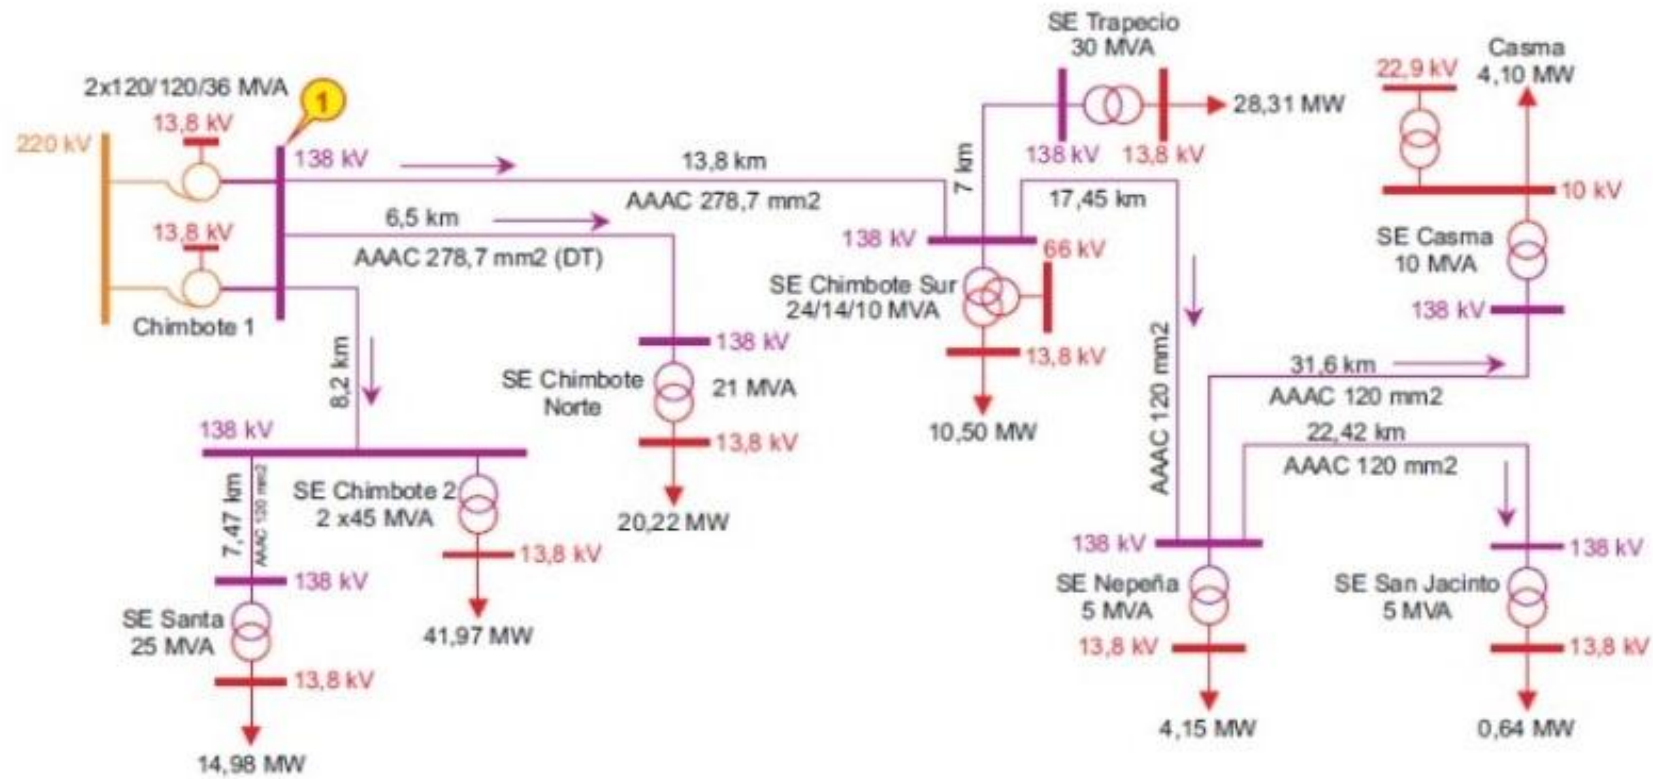 SE Trapecio
30 MVA
Casma
4,10 MW
22,9 kV
2x120/120/36 MVA
1
13,8 kV
220 kV
138 kV
13,8 km
AAAC 278,7 mm2
7 km
138 kV
13,8 kV
28,31 MW
10 kV
17,45 km
6,5 km
AAAC 278,7 mm2 (DT)
13,8 kV
138 kV
66 kV
SE Casma
10 MVA
SE Chimbote Sur
24/14/10 MVA
138 kV
Chimbote 1
8,2 km
138 kV
13,8 kV
AAAC 120 mm2
31,6 km
AAAC 120 mm2
SE Chimbote
Norte
21 MVA
13,8 kV
10,50 MW
22,42 km
AAAC 120 mm2
138 kV
7,47 km
AAAC 120 mm2
SE Chimbote 2
2 x45 MVA
20,22 MW
13,8 kV
138 kV
138 kV
138 kV
SE Nepeña
5 MVA
SE San Jacinto
5 MVA
SE Santa
25 MVA
41,97 MW
13,8 kV
13,8 kV
13,8 kV
14,98 MW
4,15 MW
0,64 MW